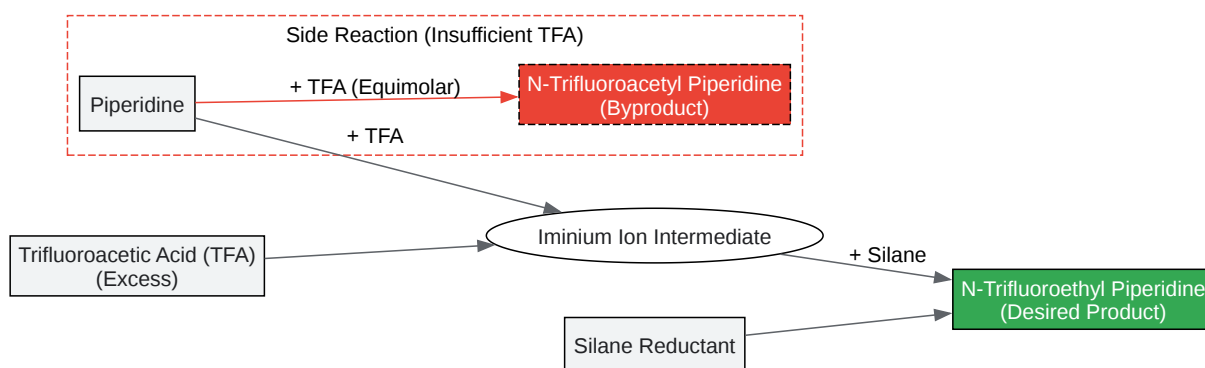 Side Reaction (Insufficient TFA)
Piperidine
+ TFA (Equimolar)
N-Trifluoroacetyl Piperidine
(Byproduct)
+ TFA
Trifluoroacetic Acid (TFA)
(Excess)
Iminium Ion Intermediate
+ Silane
N-Trifluoroethyl Piperidine
(Desired Product)
Silane Reductant